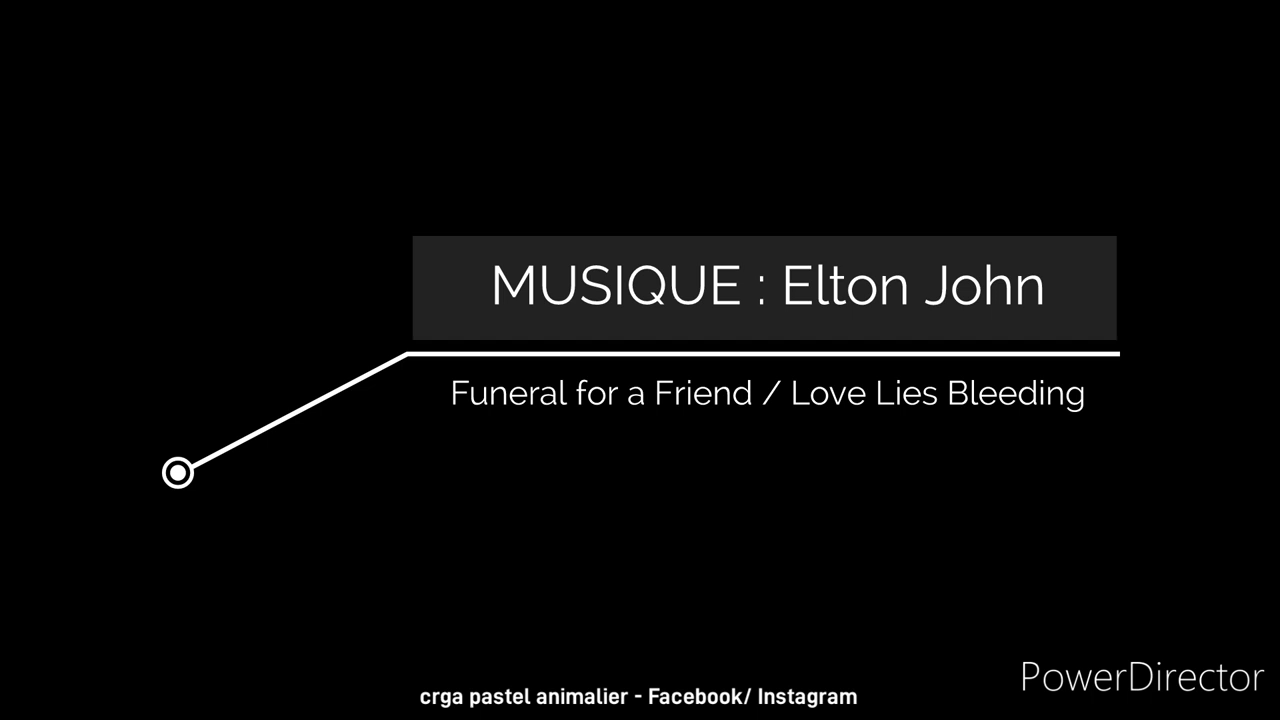 MUSIQUE : Elton John
Funeral for a Friend / Love Lies Bleeding
PowerDirector
crga pastel animalier - Facebook/ Instagram